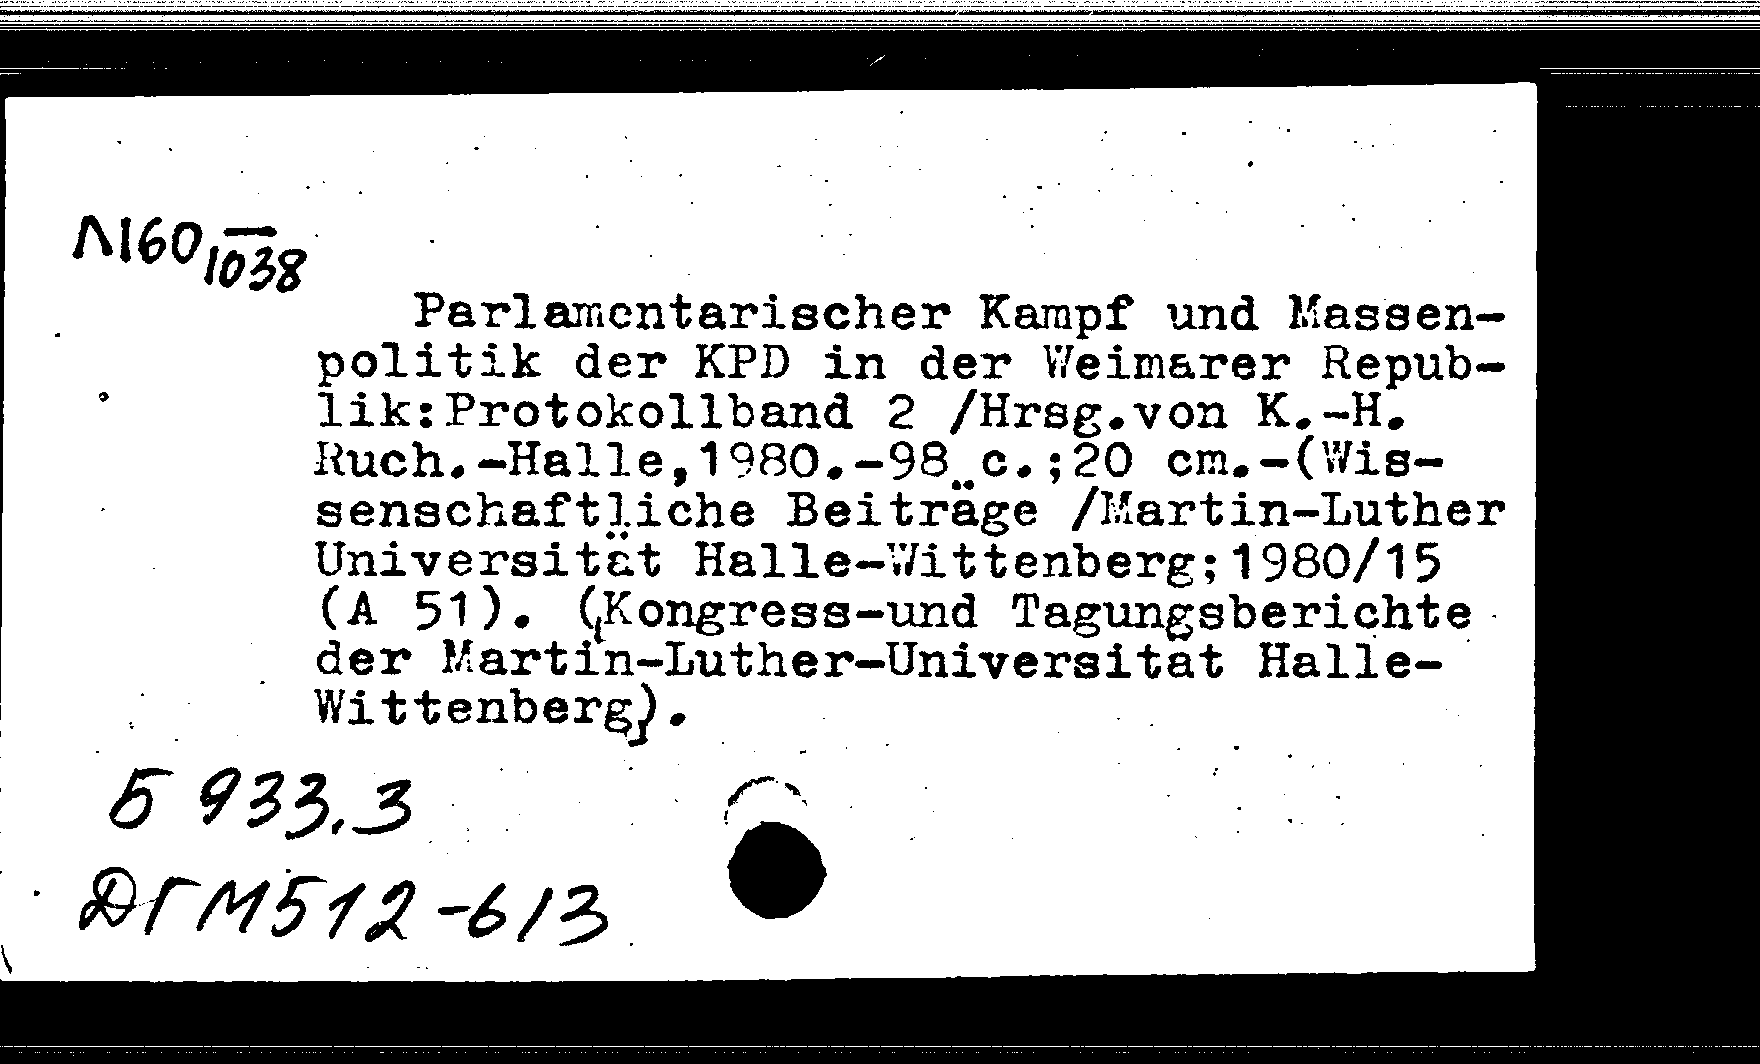 Л160 1038
Parlamentarischer Kampf und Massen-
politik der KPD in der Weimarer Repub-
lik:Protokollband 2 /Hrsg.von K.-H.
Ruch.-Halle,1980.-98 c.;20 cm.-(Wis-
senschaftliche Beiträge /Martin-Luther
Universität Halle-Wittenberg;1980/15
(A 51). (Kongress-und Tagungsberichte
der Martin-Luther-Universitat Halle-
Wittenberg).
Б 933.3
ДГМ512-6/3